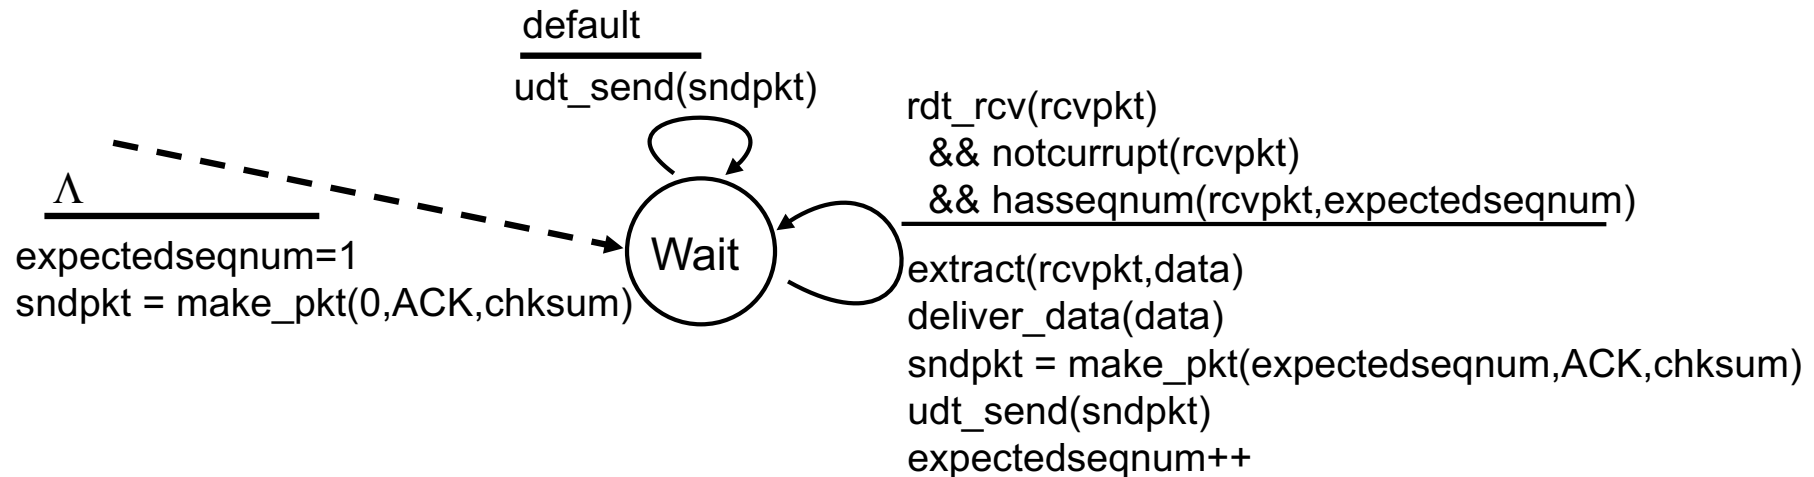 default
udt_send(sndpkt)
Λ
expectedseqnum=1
sndpkt = make_pkt(0,ACK,chksum)
Wait
rdt_rcv(rcvpkt)
&& notcurrupt(rcvpkt)
&& hasseqnum(rcvpkt,expectedseqnum)
extract(rcvpkt,data)
deliver_data(data)
sndpkt = make_pkt(expectedseqnum,ACK,chksum)
udt_send(sndpkt)
expectedseqnum++